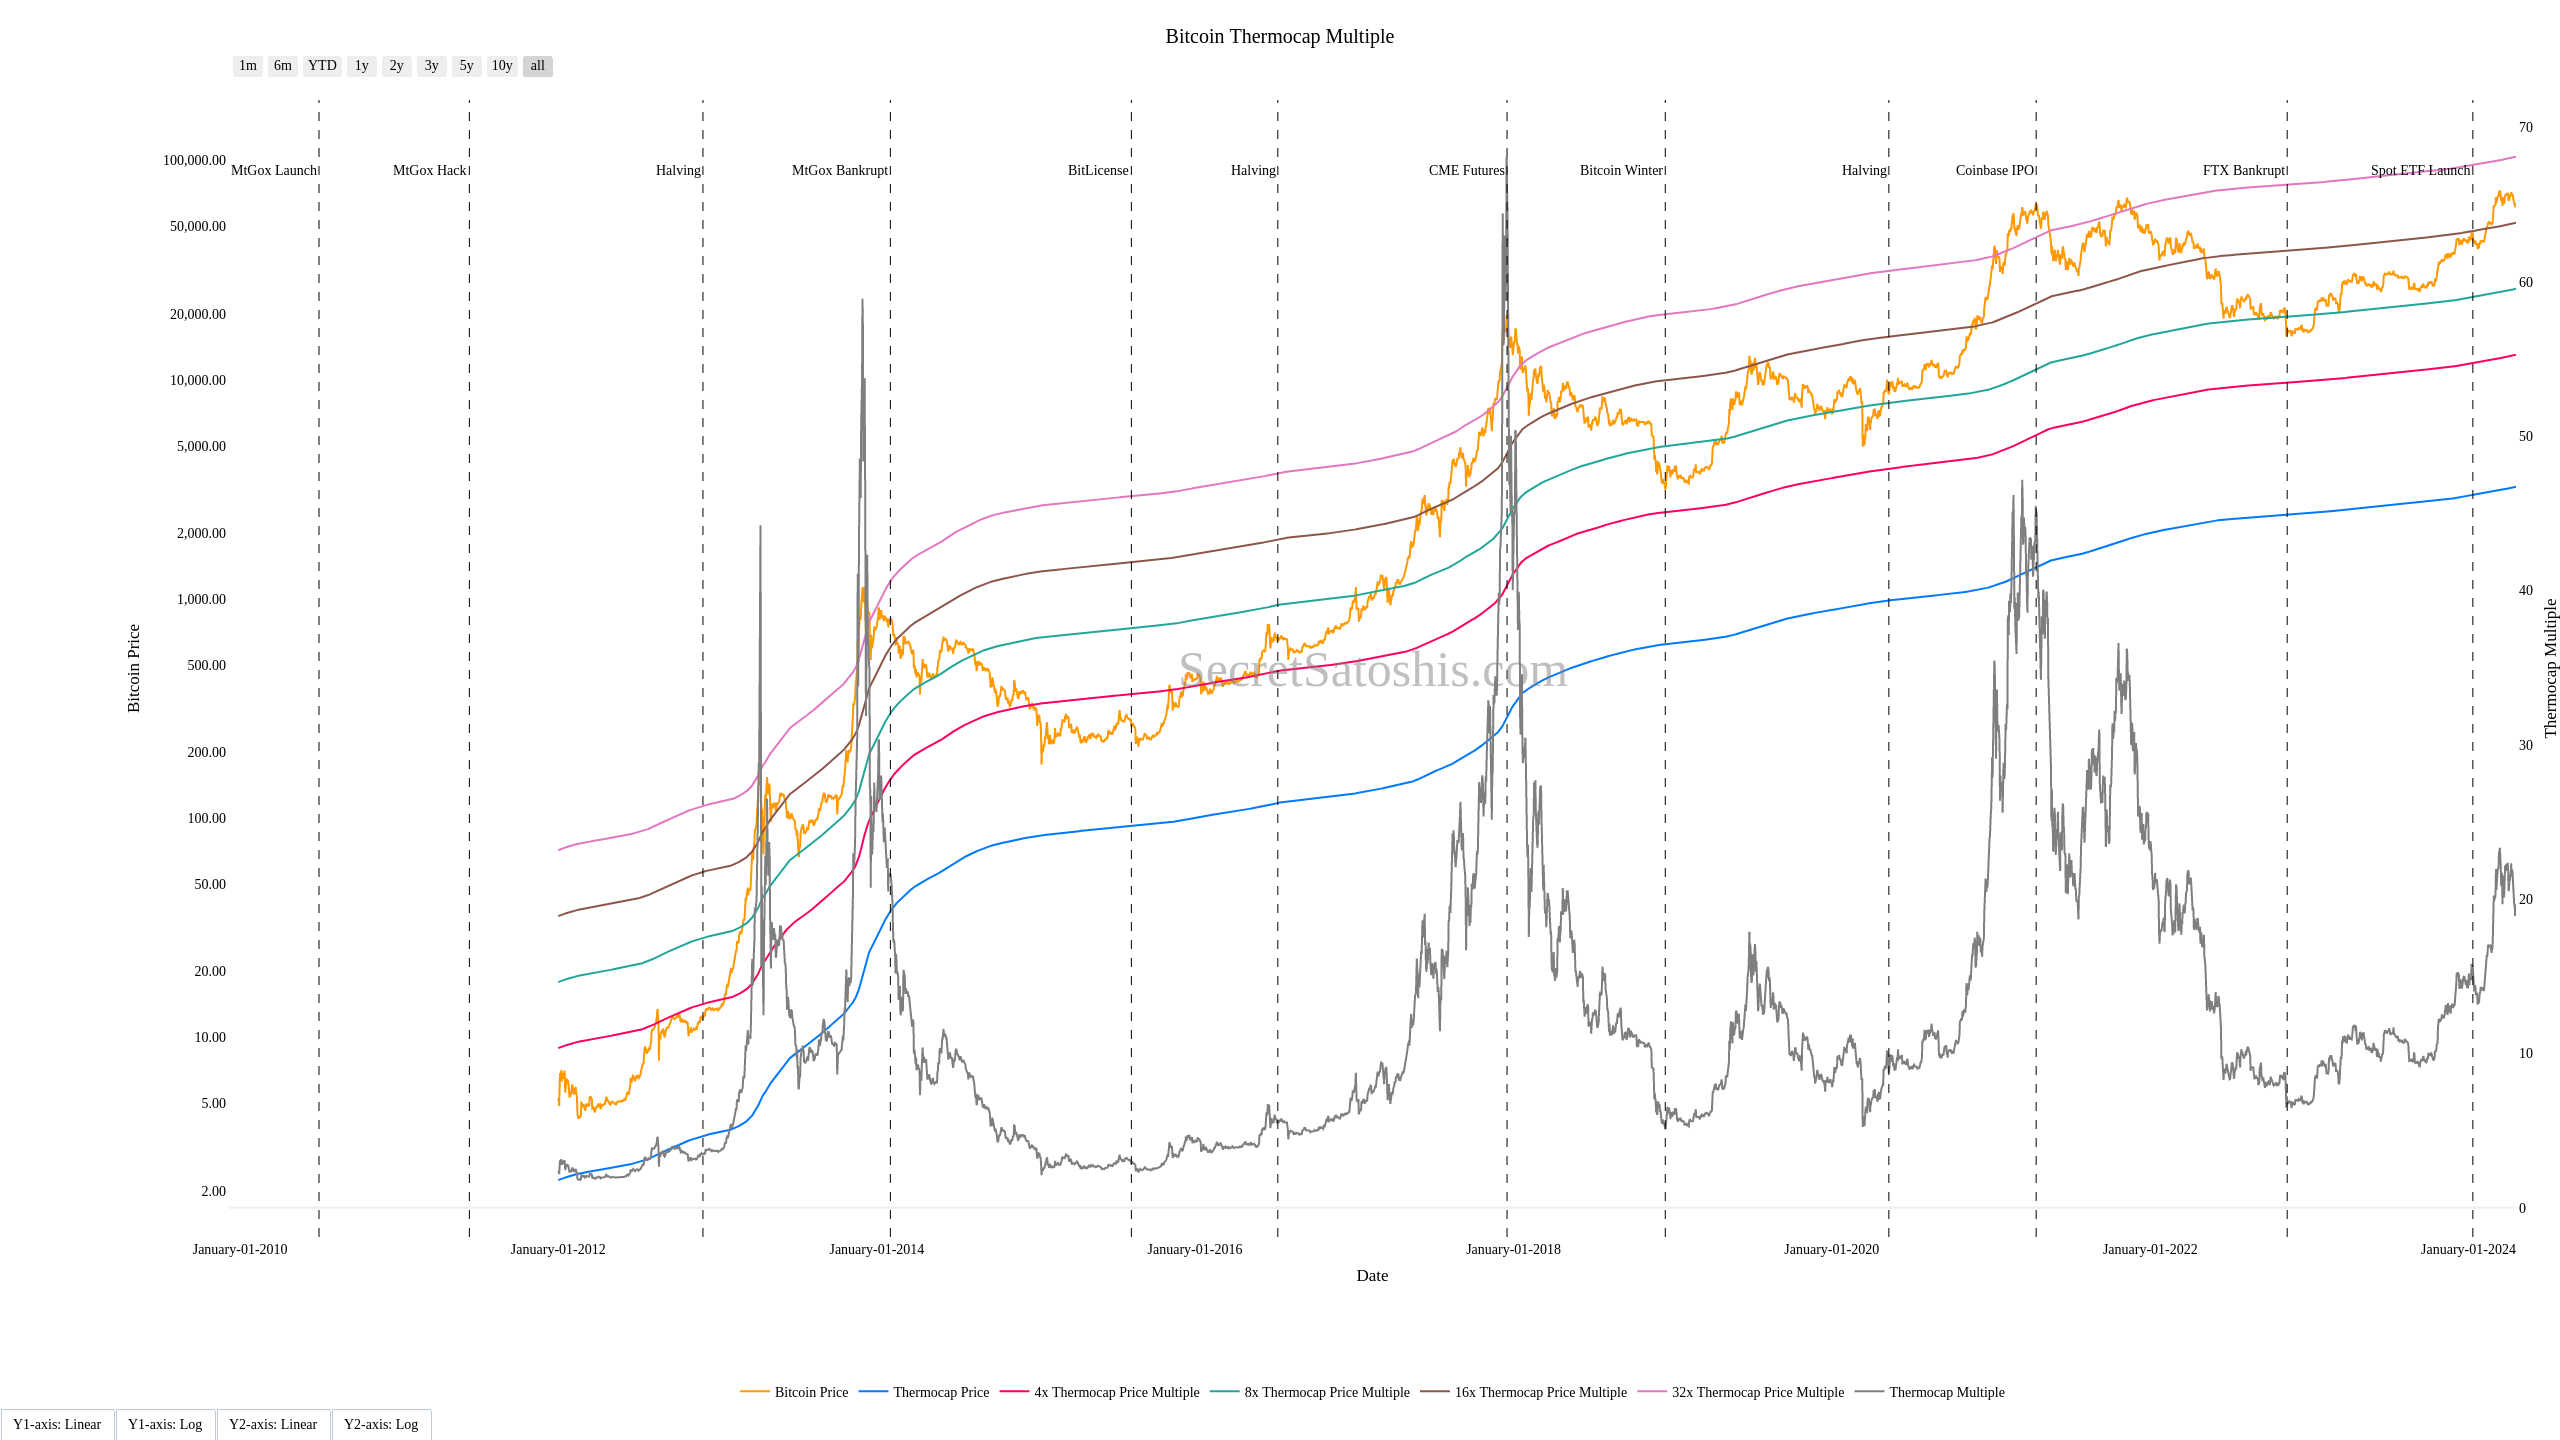 Bitcoin Thermocap Multiple
1m 6m YTD 1y 2y 3y 5y 10y all
70
100,000.00
MtGox Launch MtGox Hack Halving MtGox Bankrupt BitLicense Halving CME Futures Bitcoin Winter Halving Coinbase IPO FTX Bankrupt Spot ETF Launch
50,000.00
60
20,000.00
10,000.00
50
5,000.00
2,000.00
40
1,000.00
500.00
Bitcoin Price
SecretSatoshis.com
Thermocap Multiple
30
200.00
100.00
50.00
20
20.00
10.00
10
5.00
2.00
0
January-01-2010 January-01-2012 January-01-2014 January-01-2016 January-01-2018 January-01-2020 January-01-2022 January-01-2024
Date
Bitcoin Price Thermocap Price 4x Thermocap Price Multiple 8x Thermocap Price Multiple 16x Thermocap Price Multiple 32x Thermocap Price Multiple Thermocap Multiple
Y1-axis: Linear Y1-axis: Log Y2-axis: Linear Y2-axis: Log